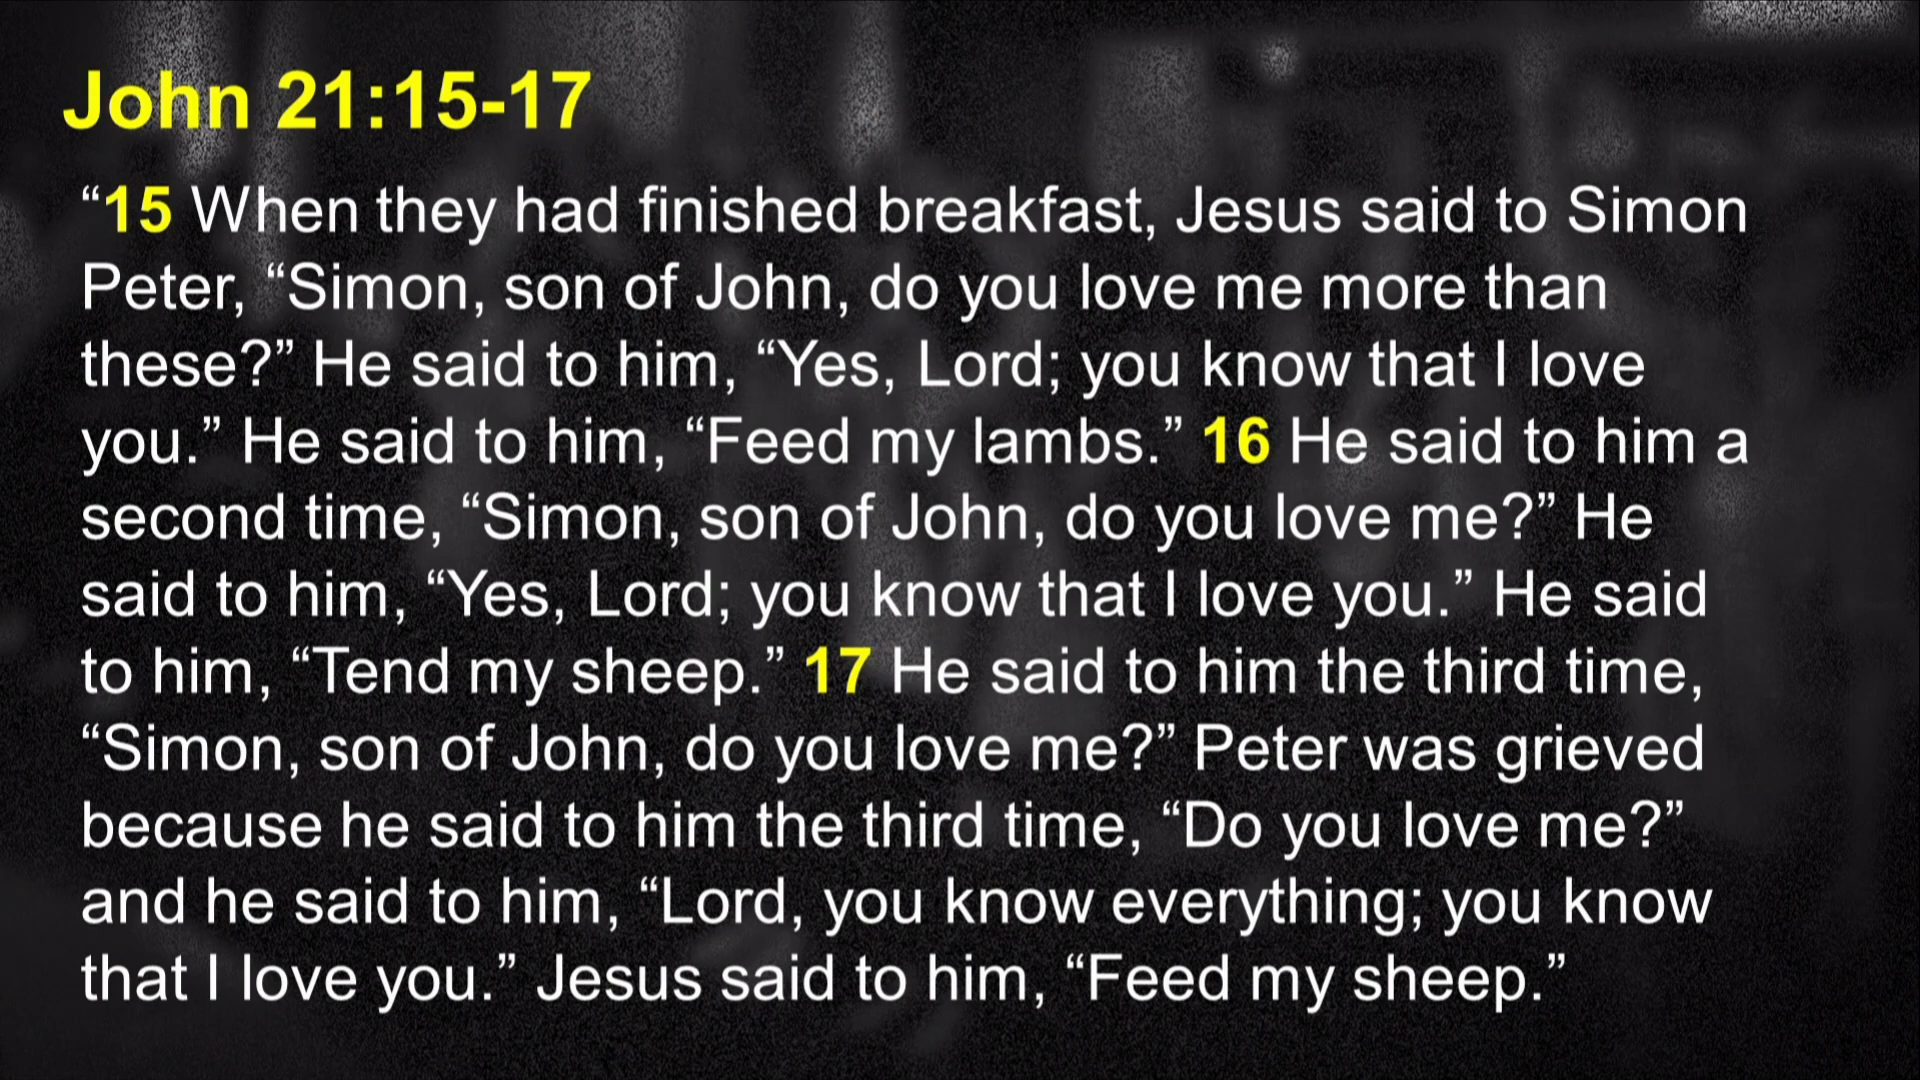 John 21:15-17
“15 When they had finished breakfast, Jesus said to Simon
Peter, “Simon, son of John, do you love me more than
these?” He said to him, “Yes, Lord; you know that I love
you.” He said to him, “Feed my lambs.” 16 He said to him a
second time, “Simon, son of John, do you love me?” He
said to him, “Yes, Lord; you know that I love you.” He said
to him, “Tend my sheep.” 17 He said to him the third time,
“Simon, son of John, do you love me?” Peter was grieved
because he said to him the third time, “Do you love me?”
and he said to him, “Lord, you know everything; you know
that I love you.” Jesus said to him, “Feed my sheep.”